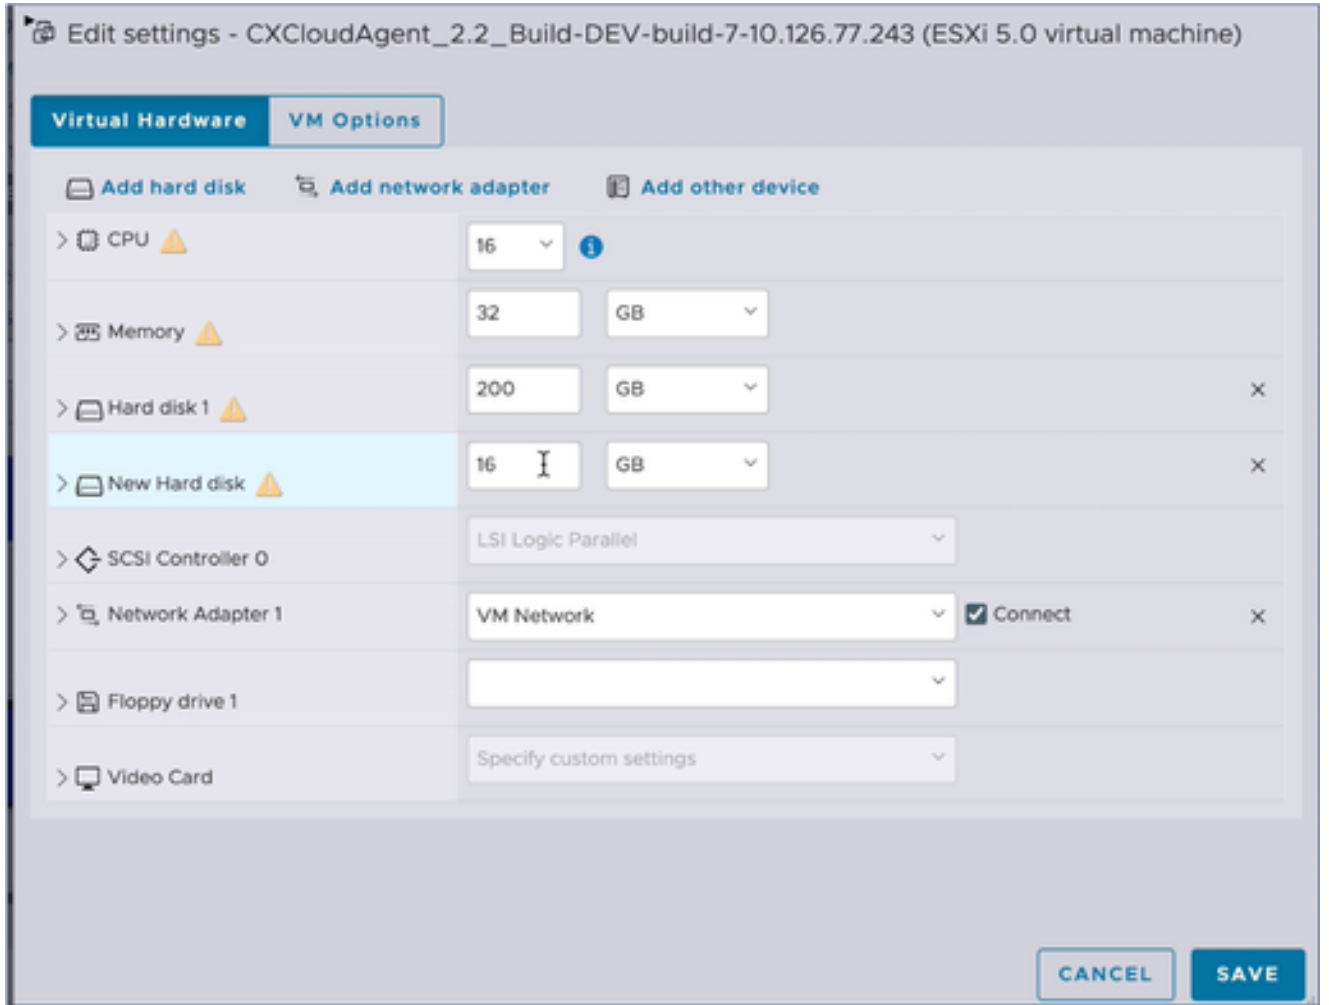 Edit settings - CXCloudAgent_2.2_Build-DEV-build-7-10.126.77.243 (ESXi 5.0 virtual machine)
Virtual Hardware VM Options
Add hard disk Add network adapter Add other device
CPU 16
Memory 32 GB
Hard disk 1 200 GB
New Hard disk 16 GB
SCSI Controller 0 LSI Logic Parallel
Network Adapter 1 VM Network Connect
Floppy drive 1
Video Card Specify custom settings
CANCEL SAVE